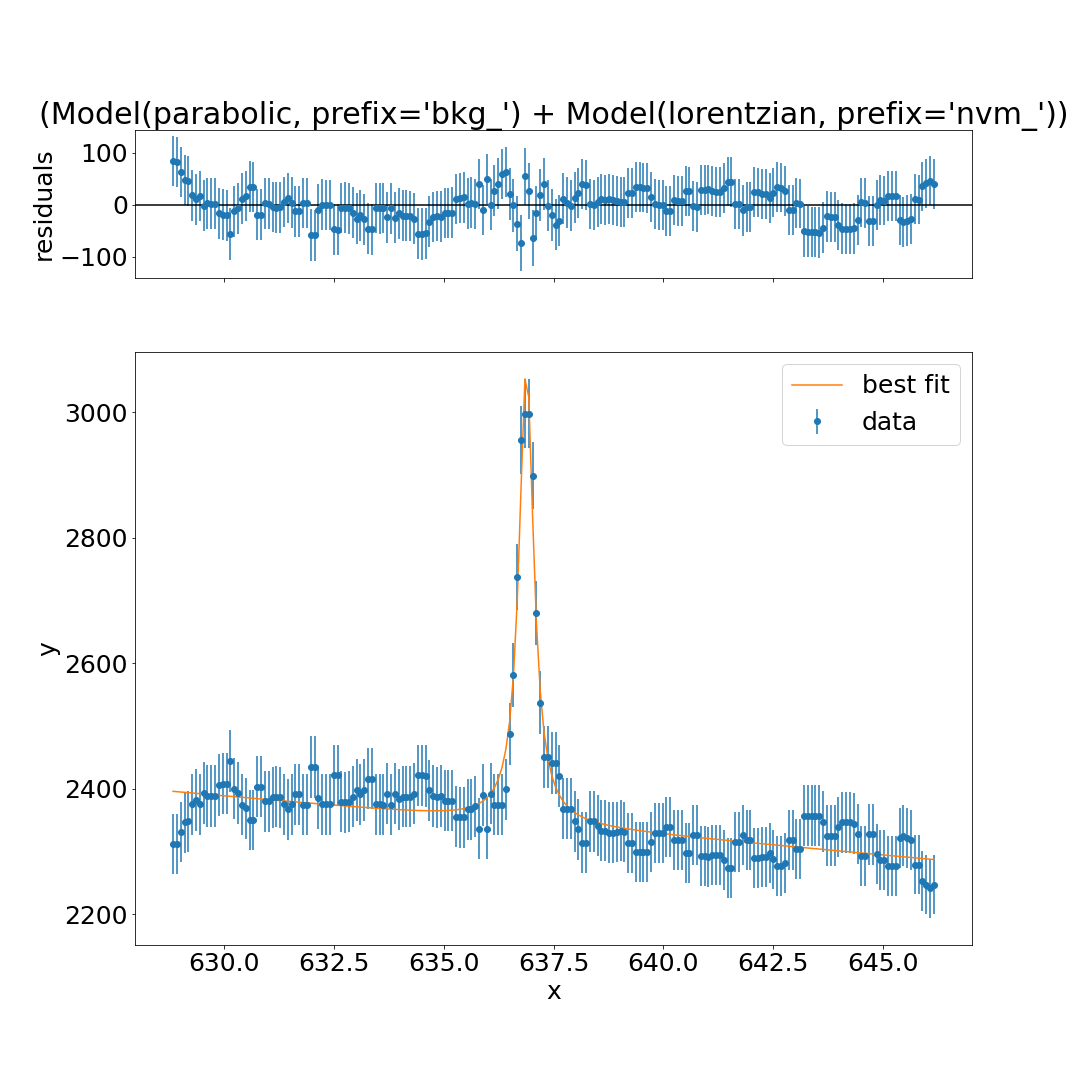 (Model(parabolic, prefix='bkg_') + Model(lorentzian, prefix='nvm_'))
residuals
100
0
−100
y
3000
2800
2600
2400
2200
best fit
data
630.0 632.5 635.0 637.5 640.0 642.5 645.0
x